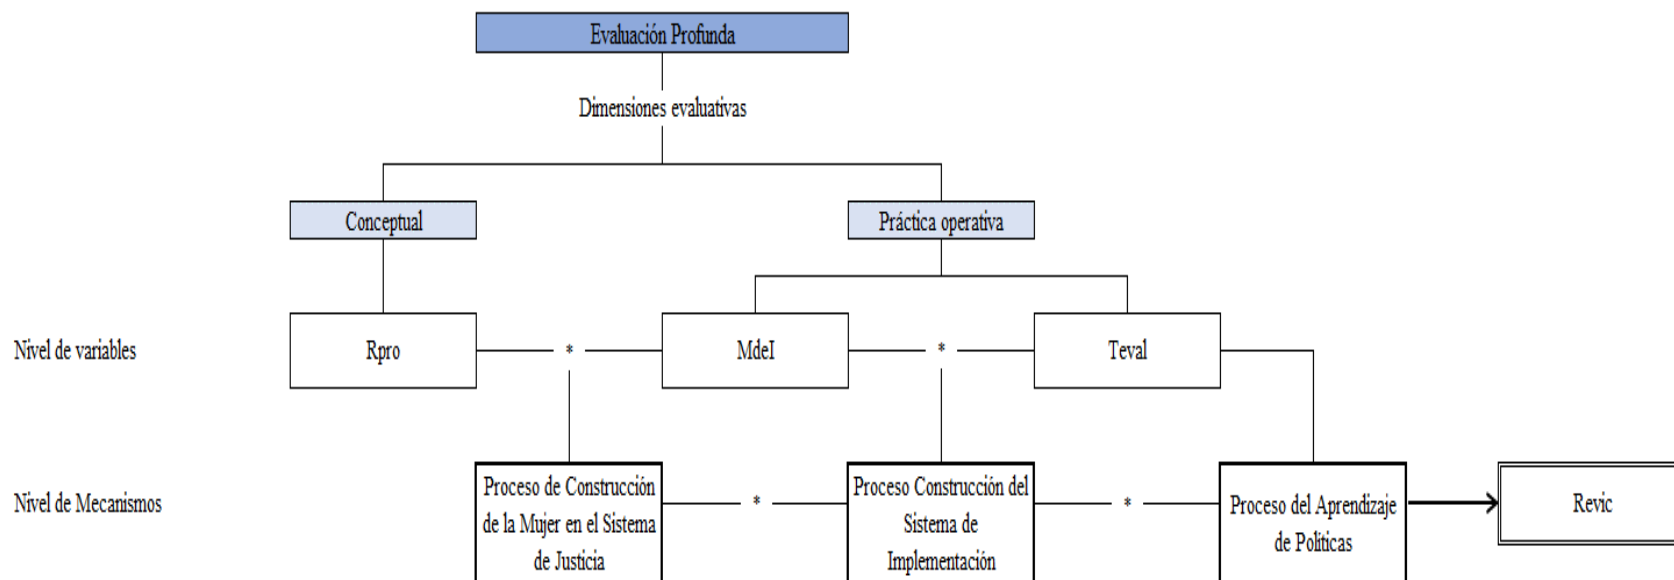 Evaluación Profunda
Dimensiones evaluativas
Conceptual
Práctica operativa
Nivel de variables
Rpro
*
MdeI
*
Teval
Nivel de Mecanismos
Proceso de Construcción
de la Mujer en el Sistema
de Justicia
*
Proceso Construcción del
Sistema de
Implementación
*
Proceso del Aprendizaje
de Políticas
Revic